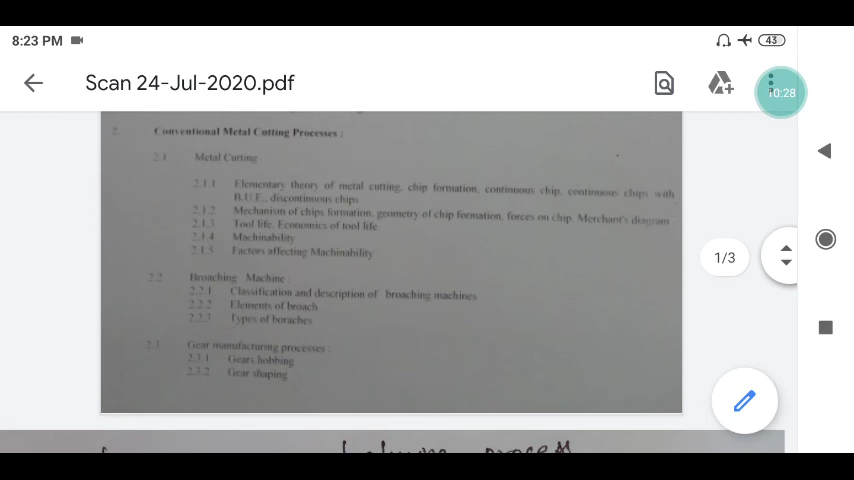 8:23 PM
43
Scan 24-Jul-2020.pdf
10:28
2. Conventional Metal Cutting Processes :
2.1 Metal Cutting
2.1.1 Elementary theory of metal cutting, chip formation, continuous chip, continuous chips with
B.U.E., discontinuous chips
2.1.2 Mechanism of chips formation, geometry of chip formation, forces on chip. Merchant's diagram
2.1.3 Tool life, Economics of tool life
2.1.4 Machinability
2.1.5 Factors affecting Machinability
1/3
2.2 Broaching Machine :
2.2.1 Classification and description of broaching machines
2.2.2 Elements of broach
2.2.3 Types of boraches
2.3 Gear manufacturing processes :
2.3.1 Gears hobbing
2.3.2 Gear shaping
process